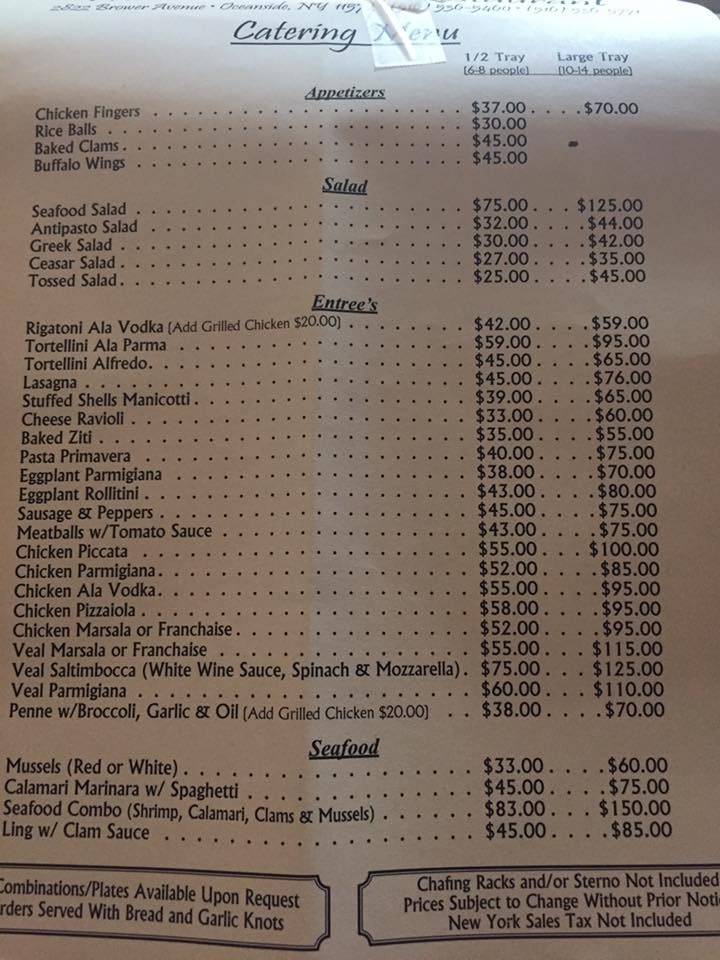 2822 Brower Avenue • Oceanside, NY
Catering Menu
1/2 Tray Large Tray
(6-8 people) (10-14 people)
Appetizers
Chicken Fingers . . . . . . . . . . . . . . . . . . . . . . $37.00 . . . . $70.00
Rice Balls . . . . . . . . . . . . . . . . . . . . . . $30.00
Baked Clams . . . . . . . . . . . . . . . . . . . . . . $45.00
Buffalo Wings . . . . . . . . . . . . . . . . . . . . . . $45.00
Salad
Seafood Salad . . . . . . . . . . . . . . . . . . . . . . $75.00 . . . $125.00
Antipasto Salad . . . . . . . . . . . . . . . . . . . . . . $32.00 . . . . $44.00
Greek Salad . . . . . . . . . . . . . . . . . . . . . . $30.00 . . . . $42.00
Ceasar Salad . . . . . . . . . . . . . . . . . . . . . . $27.00 . . . . $35.00
Tossed Salad . . . . . . . . . . . . . . . . . . . . . . $25.00 . . . . $45.00
Entree's
Rigatoni Ala Vodka (Add Grilled Chicken $20.00) . . . . . . . . $42.00 . . . . $59.00
Tortellini Ala Parma . . . . . . . . . . . . . . . . . . $59.00 . . . . $95.00
Tortellini Alfredo . . . . . . . . . . . . . . . . . . $45.00 . . . . $65.00
Lasagna . . . . . . . . . . . . . . . . . . $45.00 . . . . $76.00
Stuffed Shells Manicotti . . . . . . . . . . . . . . . . . . $39.00 . . . . $65.00
Cheese Ravioli . . . . . . . . . . . . . . . . . . $33.00 . . . . $60.00
Baked Ziti . . . . . . . . . . . . . . . . . . $35.00 . . . . $55.00
Pasta Primavera . . . . . . . . . . . . . . . . . . $40.00 . . . . $75.00
Eggplant Parmigiana . . . . . . . . . . . . . . . . . . $38.00 . . . . $70.00
Eggplant Rollitini . . . . . . . . . . . . . . . . . . $43.00 . . . . $80.00
Sausage & Peppers . . . . . . . . . . . . . . . . . . $45.00 . . . . $75.00
Meatballs w/Tomato Sauce . . . . . . . . . . . . . . . . $43.00 . . . . $75.00
Chicken Piccata . . . . . . . . . . . . . . . . . . $55.00 . . . $100.00
Chicken Parmigiana . . . . . . . . . . . . . . . . . . $52.00 . . . . $85.00
Chicken Ala Vodka . . . . . . . . . . . . . . . . . . $55.00 . . . . $95.00
Chicken Pizzaiola . . . . . . . . . . . . . . . . . . $58.00 . . . . $95.00
Chicken Marsala or Franchaise . . . . . . . . . . . . . . $52.00 . . . . $95.00
Veal Marsala or Franchaise . . . . . . . . . . . . . . . $55.00 . . . $115.00
Veal Saltimbocca (White Wine Sauce, Spinach & Mozzarella) . $75.00 . . . $125.00
Veal Parmigiana . . . . . . . . . . . . . . . . . . $60.00 . . . $110.00
Penne w/Broccoli, Garlic & Oil (Add Grilled Chicken $20.00) . . $38.00 . . . . $70.00
Seafood
Mussels (Red or White) . . . . . . . . . . . . . . . . $33.00 . . . . $60.00
Calamari Marinara w/ Spaghetti . . . . . . . . . . . . . $45.00 . . . . $75.00
Seafood Combo (Shrimp, Calamari, Clams & Mussels) . . . . . $83.00 . . . $150.00
Ling w/ Clam Sauce . . . . . . . . . . . . . . . . $45.00 . . . . $85.00
Combinations/Plates Available Upon Request
Served With Bread and Garlic Knots
Chafing Racks and/or Sterno Not Included
Prices Subject to Change Without Prior
New York Sales Tax Not Included